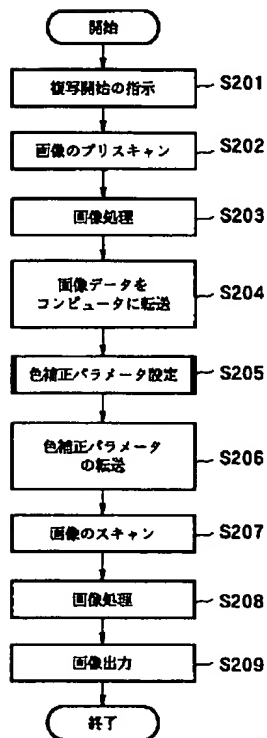 開始
複写開始の指示 S201
画像のプリスキャン S202
画像処理 S203
画像データを
コンピュータに転送 S204
色補正パラメータ設定 S205
色補正パラメータ
の転送 S206
画像のスキャン S207
画像処理 S208
画像出力 S209
終了